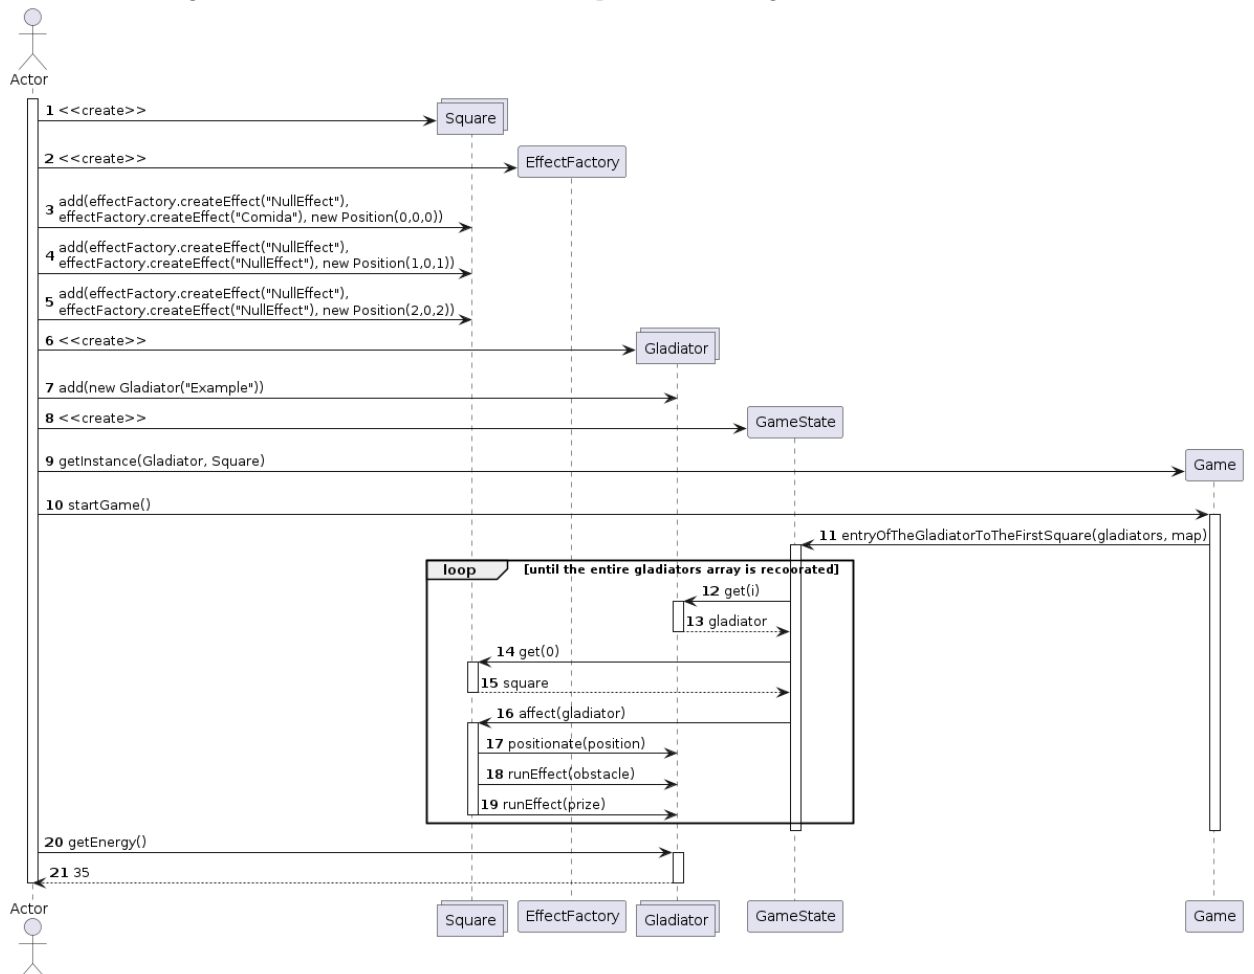 Actor
1 <<create>>
Square
2 <<create>>
EffectFactory
3 add(effectFactory.createEffect("NullEffect"),
effectFactory.createEffect("Comida"), new Position(0,0,0))
4 add(effectFactory.createEffect("NullEffect"),
effectFactory.createEffect("NullEffect"), new Position(1,0,1))
5 add(effectFactory.createEffect("NullEffect"),
effectFactory.createEffect("NullEffect"), new Position(2,0,2))
6 <<create>>
Gladiator
7 add(new Gladiator("Example"))
8 <<create>>
GameState
9 getInstance(Gladiator, Square)
Game
10 startGame()
11 entryOfTheGladiatorToTheFirstSquare(gladiators, map)
loop [until the entire gladiators array is recoorated]
12 get(i)
13 gladiator
14 get(0)
15 square
16 affect(gladiator)
17 positionate(position)
18 runEffect(obstacle)
19 runEffect(prize)
20 getEnergy()
21 35
Actor Square EffectFactory Gladiator GameState Game